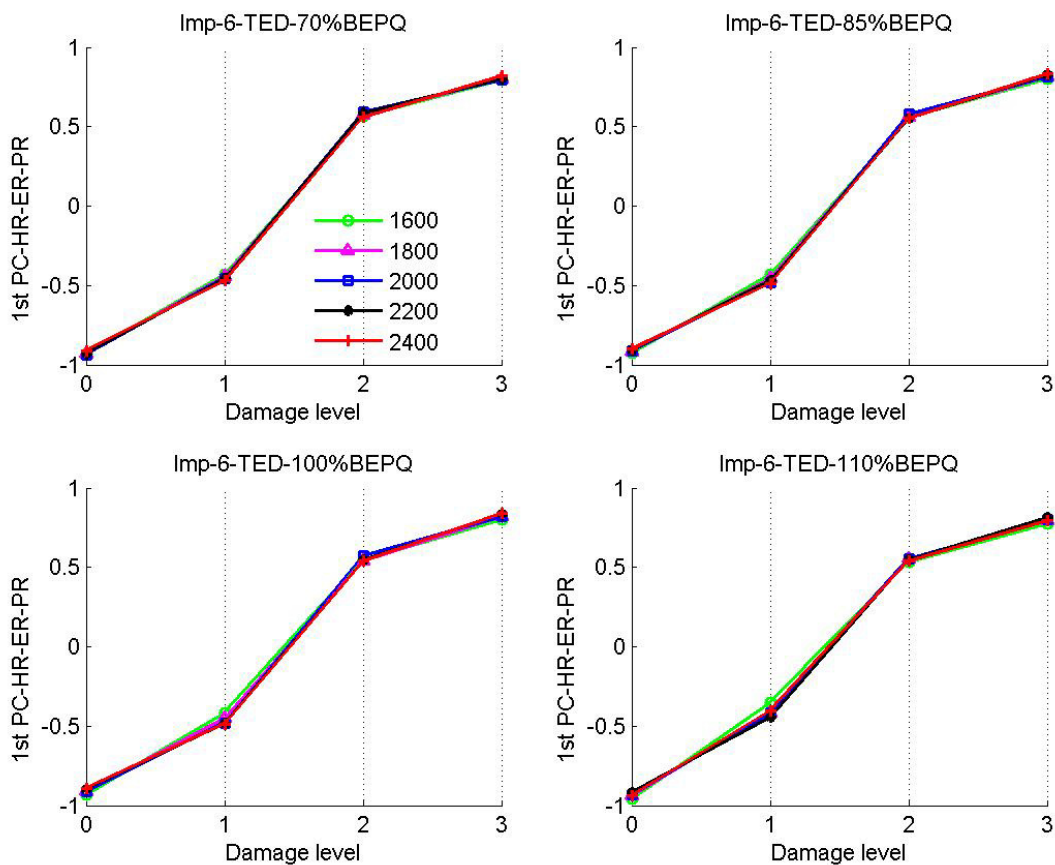 Imp-6-TED-70%BEPQ
1
0.5
0
-0.5
-1
1st PC-HR-ER-PR
1600
1800
2000
2200
2400
0 1 2 3
Damage level
Imp-6-TED-85%BEPQ
1
0.5
0
-0.5
-1
1st PC-HR-ER-PR
0 1 2 3
Damage level
Imp-6-TED-100%BEPQ
1
0.5
0
-0.5
-1
1st PC-HR-ER-PR
0 1 2 3
Damage level
Imp-6-TED-110%BEPQ
1
0.5
0
-0.5
-1
1st PC-HR-ER-PR
0 1 2 3
Damage level